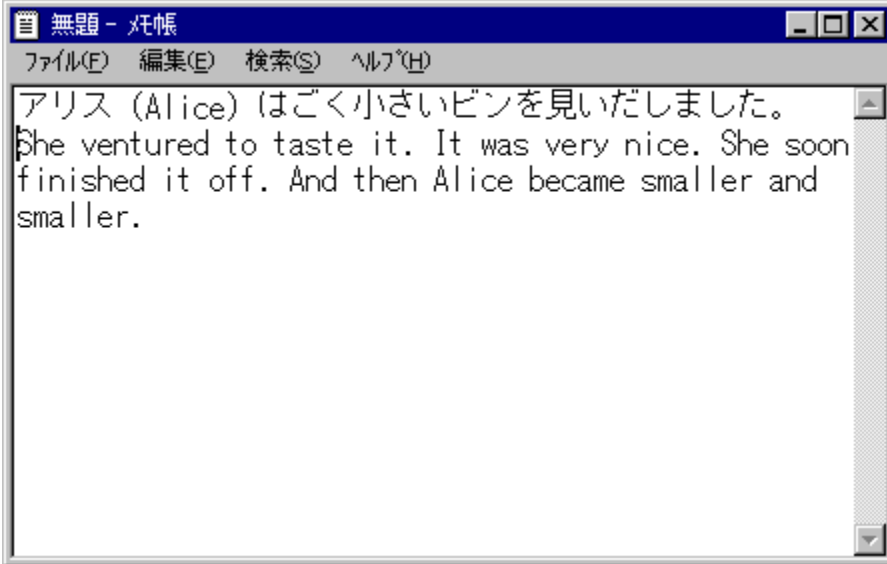 無題 - メモ帳
ファイル(F) 編集(E) 検索(S) ヘルプ(H)
アリス (Alice) はごく小さいビンを見いだしました。
She ventured to taste it. It was very nice. She soon
finished it off. And then Alice became smaller and
smaller.